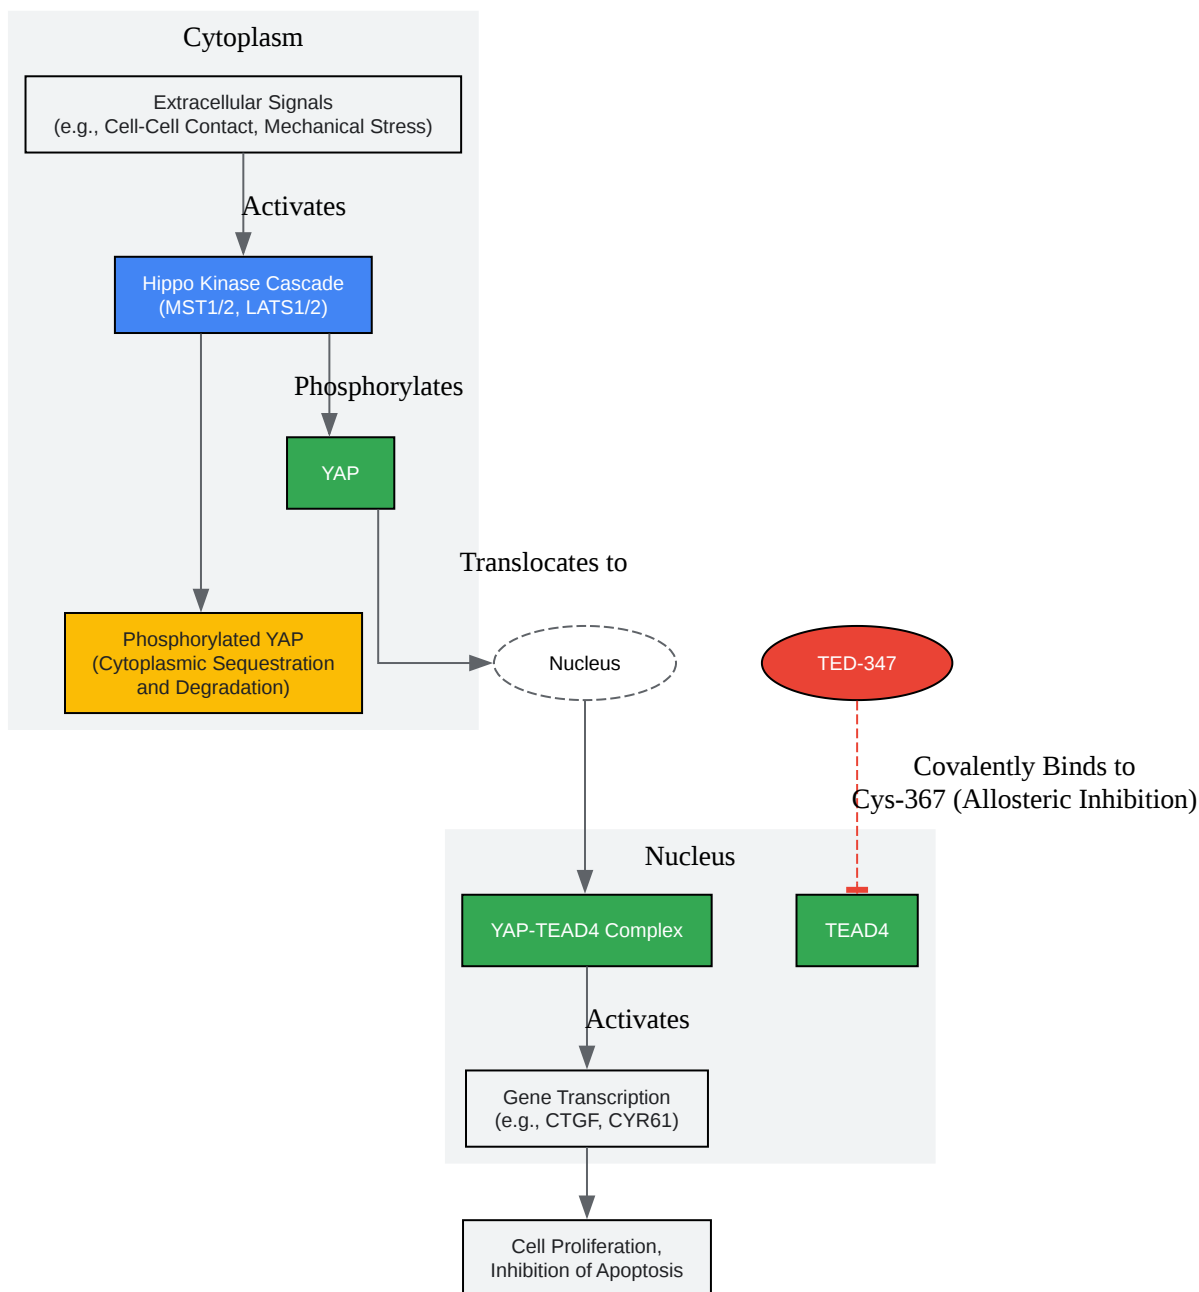 Cytoplasm
Extracellular Signals
(e.g., Cell-Cell Contact, Mechanical Stress)
Activates
Hippo Kinase Cascade
(MST1/2, LATS1/2)
Phosphorylates
YAP
Translocates to
Phosphorylated YAP
(Cytoplasmic Sequestration
and Degradation)
Nucleus
TED-347
Covalently Binds to
Cys-367 (Allosteric Inhibition)
Nucleus
YAP-TEAD4 Complex
TEAD4
Activates
Gene Transcription
(e.g., CTGF, CYR61)
Cell Proliferation,
Inhibition of Apoptosis